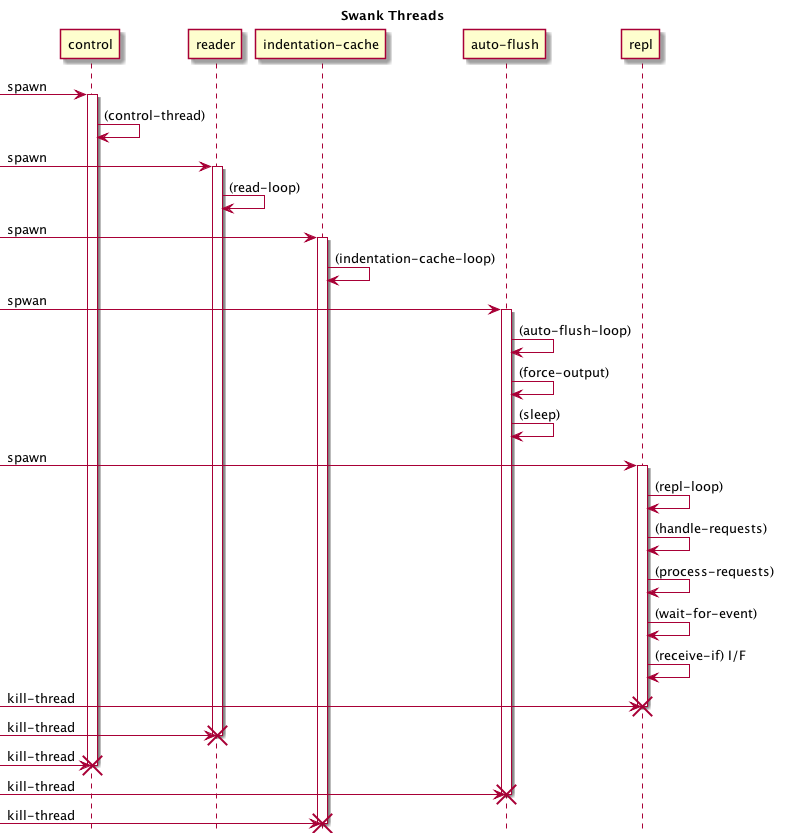 Swank Threads
control reader indentation-cache auto-flush repl
spawn
(control-thread)
spawn
(read-loop)
spawn
(indentation-cache-loop)
spwan
(auto-flush-loop)
(force-output)
(sleep)
spawn
(repl-loop)
(handle-requests)
(process-requests)
(wait-for-event)
(receive-if) I/F
kill-thread
kill-thread
kill-thread
kill-thread
kill-thread